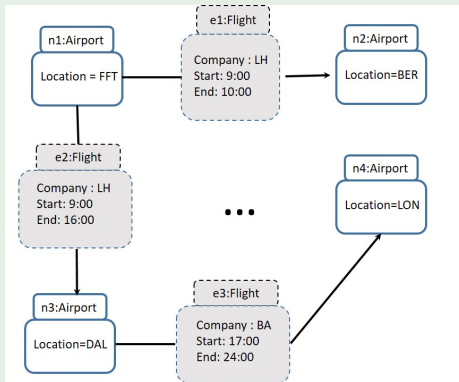 n1:Airport
Location = FFT
e1:Flight
Company : LH
Start: 9:00
End: 10:00
n2:Airport
Location=BER
e2:Flight
Company : LH
Start: 9:00
End: 16:00
...
n4:Airport
Location=LON
n3:Airport
Location=DAL
e3:Flight
Company : BA
Start: 17:00
End: 24:00